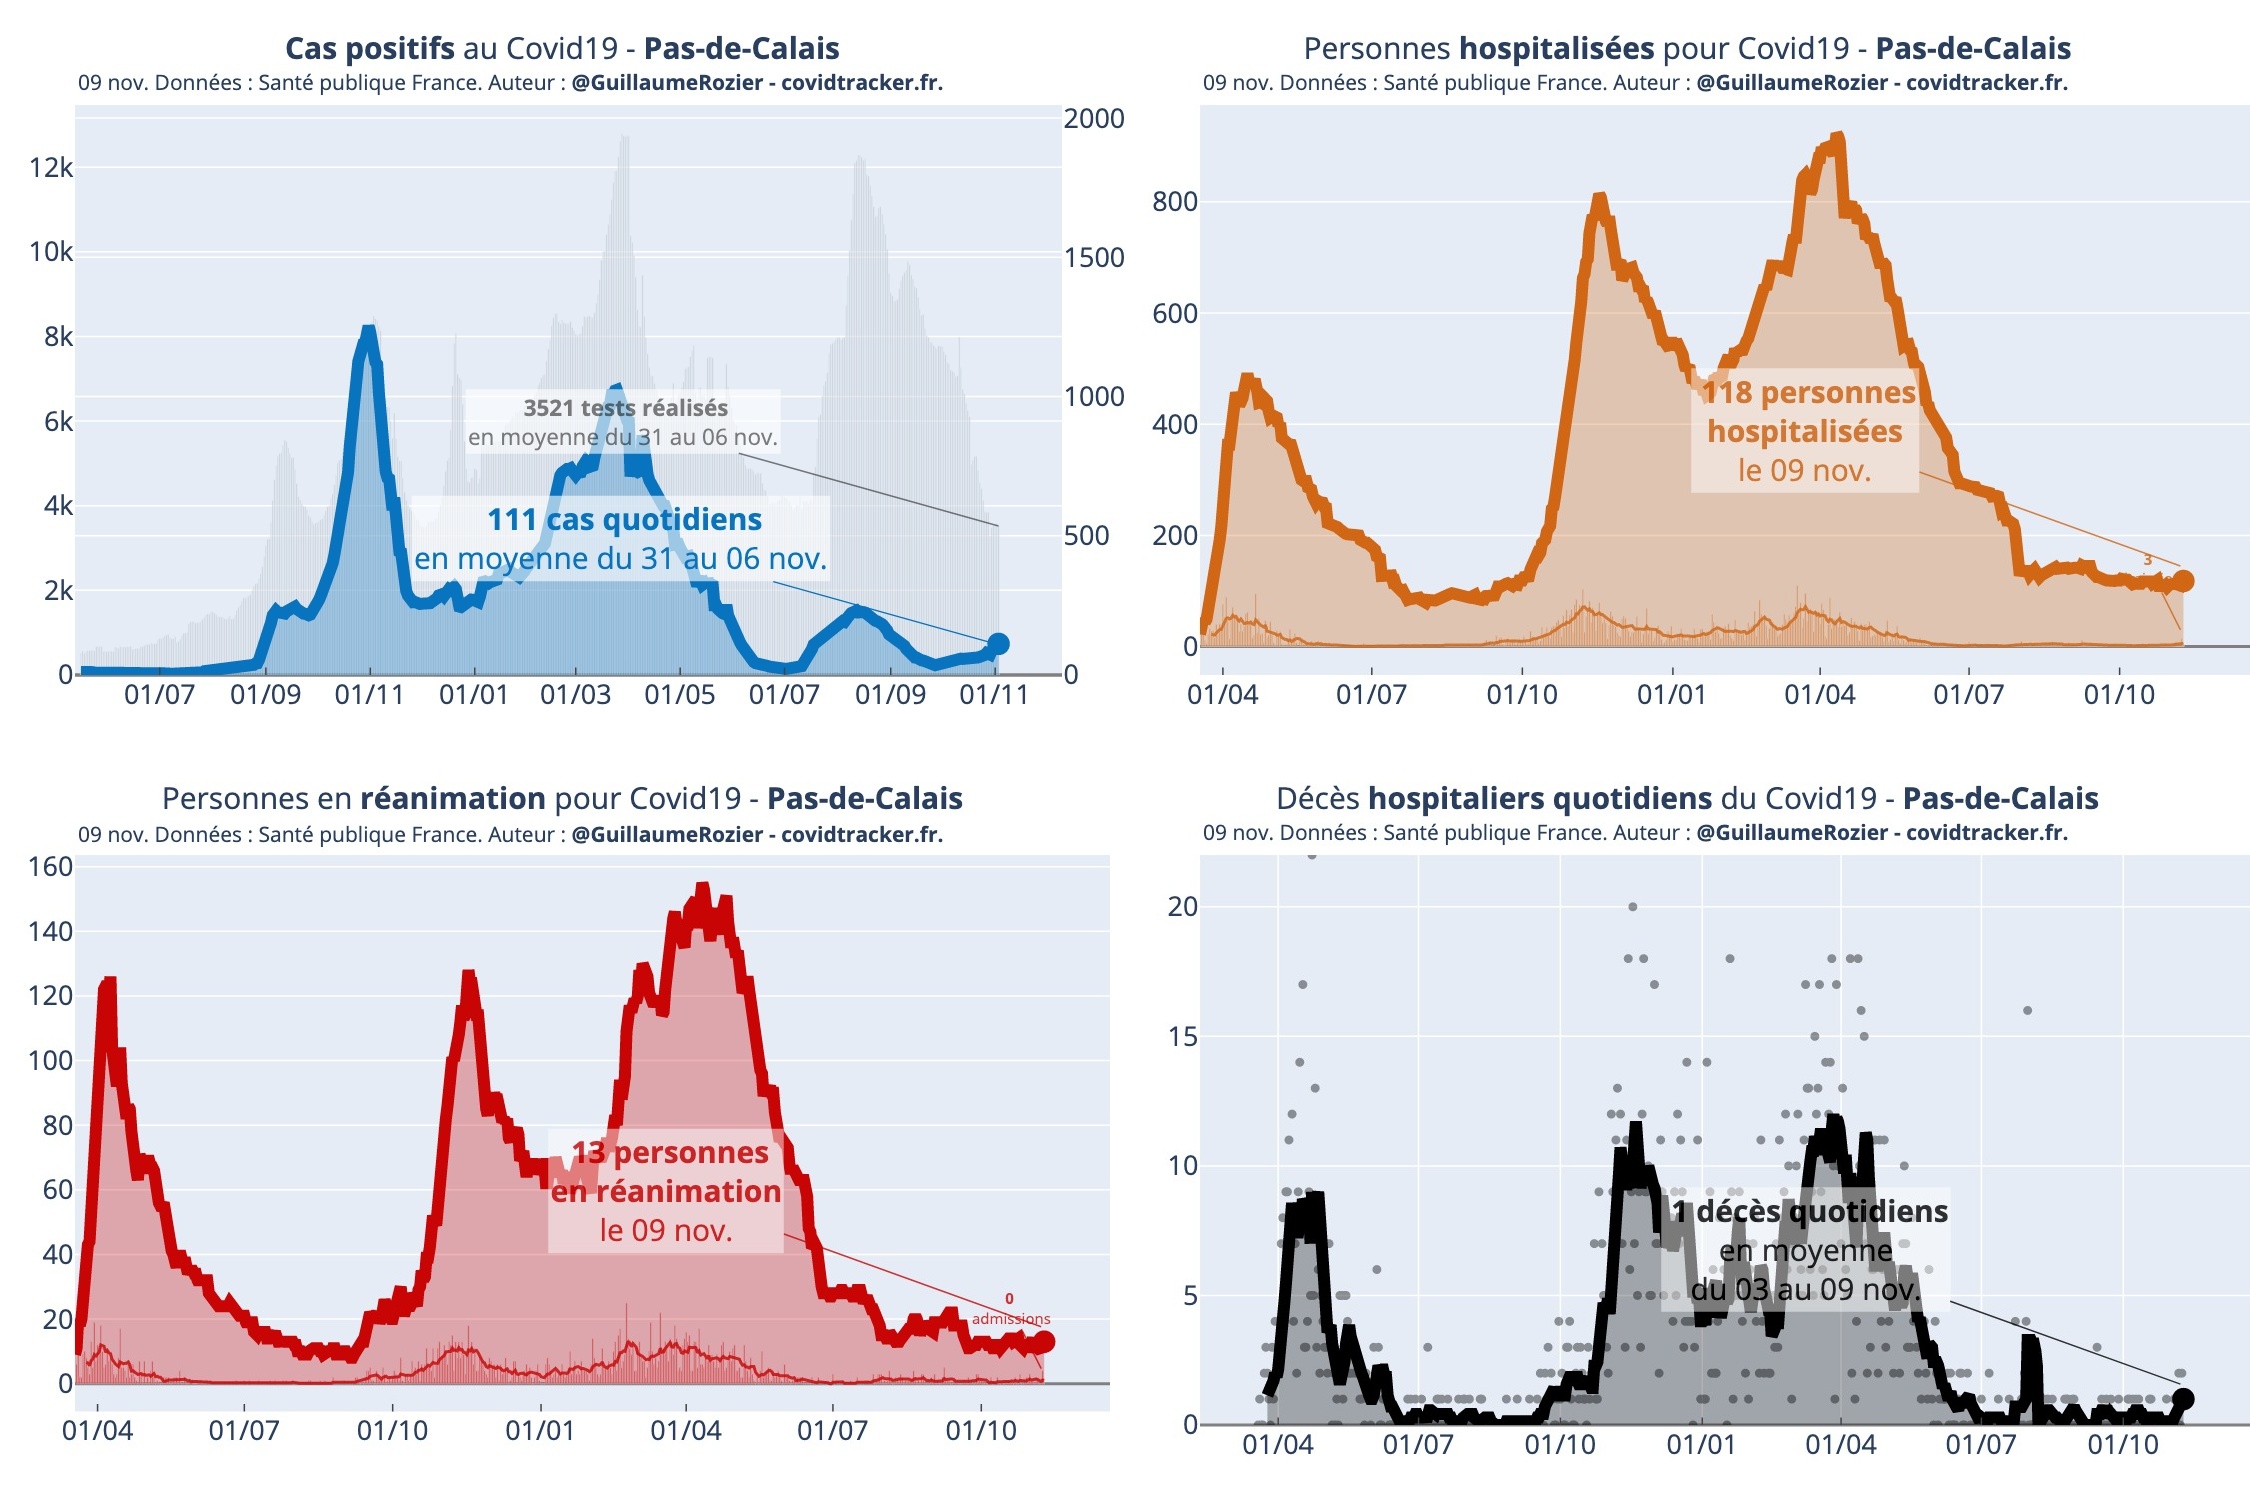 Cas positifs au Covid19 - Pas-de-Calais
09 nov. Données : Santé publique France. Auteur : @GuillaumeRozier - covidtracker.fr.
12k
10k
8k
6k
4k
2k
0
2000
1500
1000
500
0
3521 tests réalisés
en moyenne du 31 au 06 nov.
111 cas quotidiens
en moyenne du 31 au 06 nov.
01/07 01/09 01/11 01/01 01/03 01/05 01/07 01/09 01/11
Personnes hospitalisées pour Covid19 - Pas-de-Calais
09 nov. Données : Santé publique France. Auteur : @GuillaumeRozier - covidtracker.fr.
800
600
400
200
0
118 personnes
hospitalisées
le 09 nov.
3
01/04 01/07 01/10 01/01 01/04 01/07 01/10
Personnes en réanimation pour Covid19 - Pas-de-Calais
09 nov. Données : Santé publique France. Auteur : @GuillaumeRozier - covidtracker.fr.
160
140
120
100
80
60
40
20
0
13 personnes
en réanimation
le 09 nov.
0
admissions
01/04 01/07 01/10 01/01 01/04 01/07 01/10
Décès hospitaliers quotidiens du Covid19 - Pas-de-Calais
09 nov. Données : Santé publique France. Auteur : @GuillaumeRozier - covidtracker.fr.
20
15
10
5
0
1 décès quotidiens
en moyenne
du 03 au 09 nov.
01/04 01/07 01/10 01/01 01/04 01/07 01/10